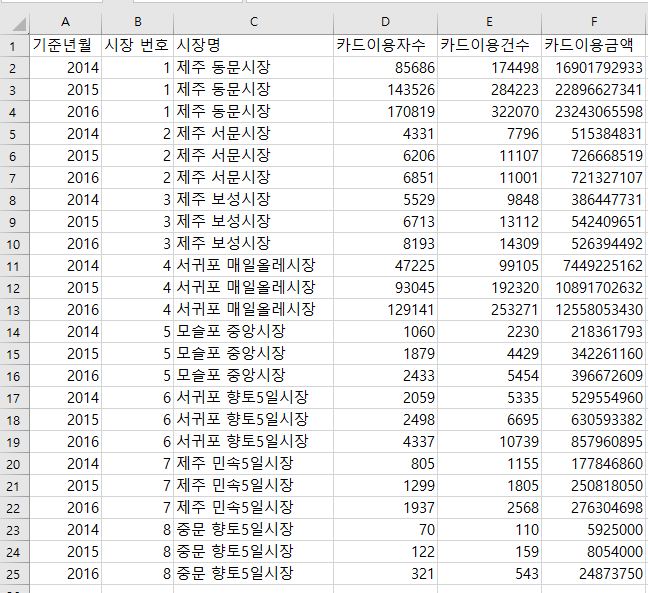 A B C D E F
1 기준년월 시장 번호 시장명 카드이용자수 카드이용건수 카드이용금액
2 2014 1 제주 동문시장 85686 174498 16901792933
3 2015 1 제주 동문시장 143526 284223 22896627341
4 2016 1 제주 동문시장 170819 322070 23243065598
5 2014 2 제주 서문시장 4331 7796 515384831
6 2015 2 제주 서문시장 6206 11107 726668519
7 2016 2 제주 서문시장 6851 11001 721327107
8 2014 3 제주 보성시장 5529 9848 386447731
9 2015 3 제주 보성시장 6713 13112 542409651
10 2016 3 제주 보성시장 8193 14309 526394492
11 2014 4 서귀포 매일올레시장 47225 99105 7449225162
12 2015 4 서귀포 매일올레시장 93045 192320 10891702632
13 2016 4 서귀포 매일올레시장 129141 253271 12558053430
14 2014 5 모슬포 중앙시장 1060 2230 218361793
15 2015 5 모슬포 중앙시장 1879 4429 342261160
16 2016 5 모슬포 중앙시장 2433 5454 396672609
17 2014 6 서귀포 향토5일시장 2059 5335 529554960
18 2015 6 서귀포 향토5일시장 2498 6695 630593382
19 2016 6 서귀포 향토5일시장 4337 10739 857960895
20 2014 7 제주 민속5일시장 805 1155 177846860
21 2015 7 제주 민속5일시장 1299 1805 250818050
22 2016 7 제주 민속5일시장 1937 2568 276304698
23 2014 8 중문 향토5일시장 70 110 5925000
24 2015 8 중문 향토5일시장 122 159 8054000
25 2016 8 중문 향토5일시장 321 543 24873750